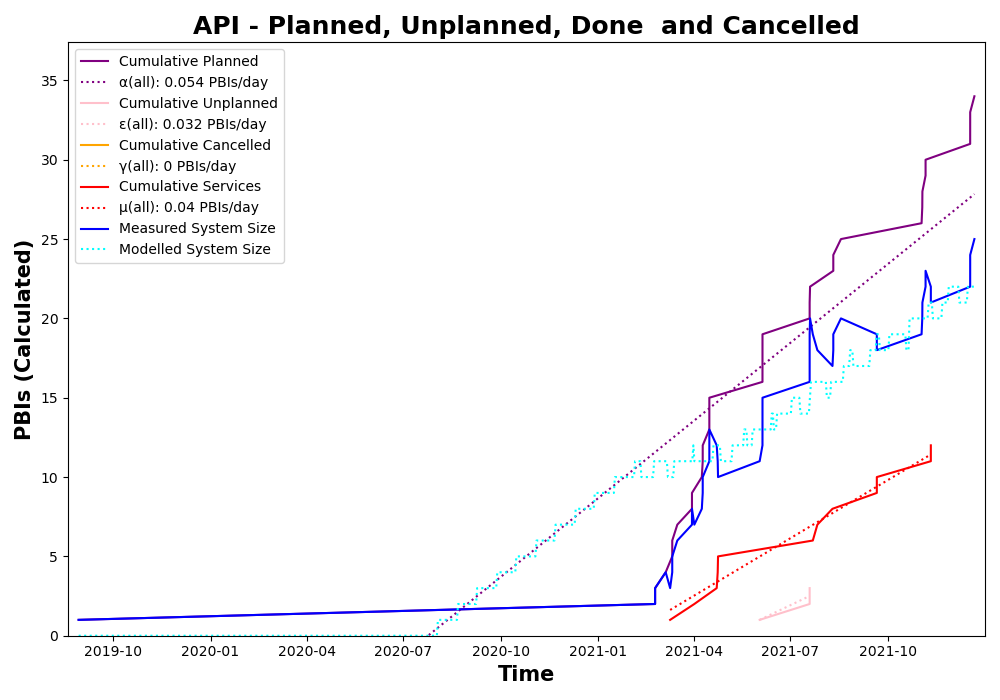 API - Planned, Unplanned, Done  and Cancelled
Cumulative Planned
α(all): 0.054 PBIs/day
Cumulative Unplanned
ε(all): 0.032 PBIs/day
Cumulative Cancelled
γ(all): 0 PBIs/day
Cumulative Services
μ(all): 0.04 PBIs/day
Measured System Size
Modelled System Size
PBIs (Calculated)
35
30
25
20
15
10
5
0
2019-10 2020-01 2020-04 2020-07 2020-10 2021-01 2021-04 2021-07 2021-10
Time